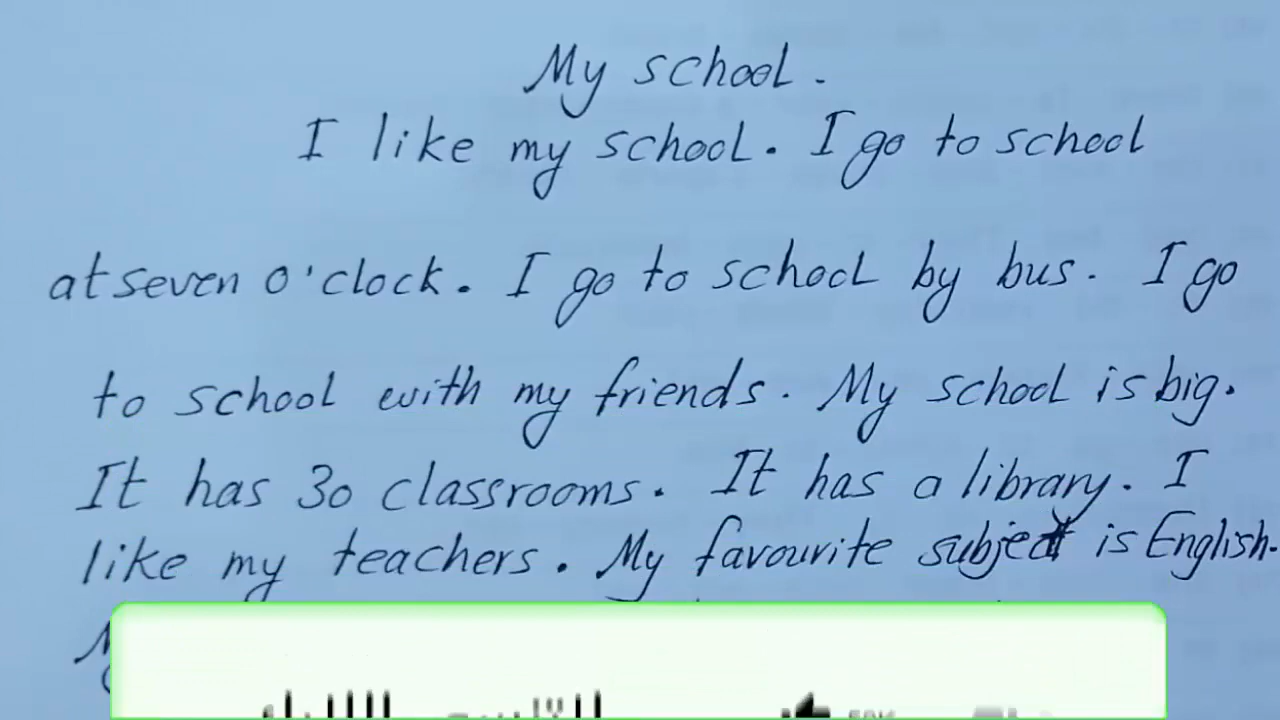 My school.
I like my school. I go to school
at seven o'clock. I go to school by bus. I go
to school with my friends. My school is big.
It has 30 classrooms. It has a library. I
like my teachers. My favourite subject is English.